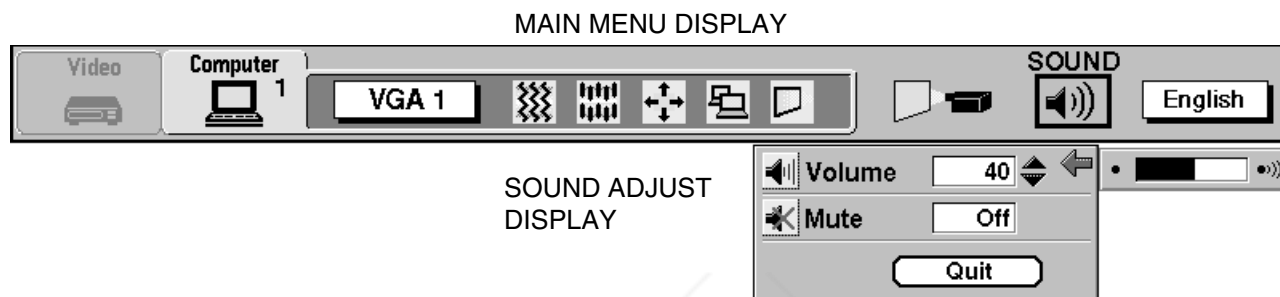 MAIN MENU DISPLAY
Video
Computer
1
VGA 1
SOUND
English
SOUND ADJUST
DISPLAY
Volume 40
Mute Off
Quit